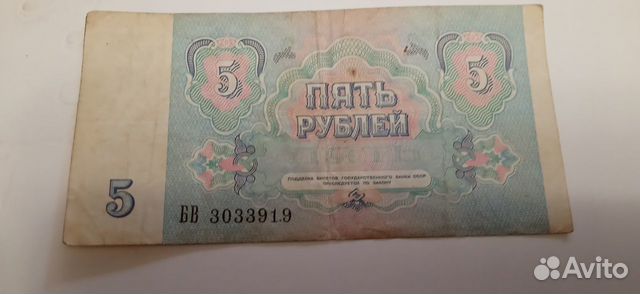 5 5
ПЯТЬ
РУБЛЕЙ
ПОДДЕЛКА БИЛЕТОВ ГОСУДАРСТВЕННОГО БАНКА СССР
ПРЕСЛЕДУЕТСЯ ПО ЗАКОНУ
5
БВ 3033919
Avito